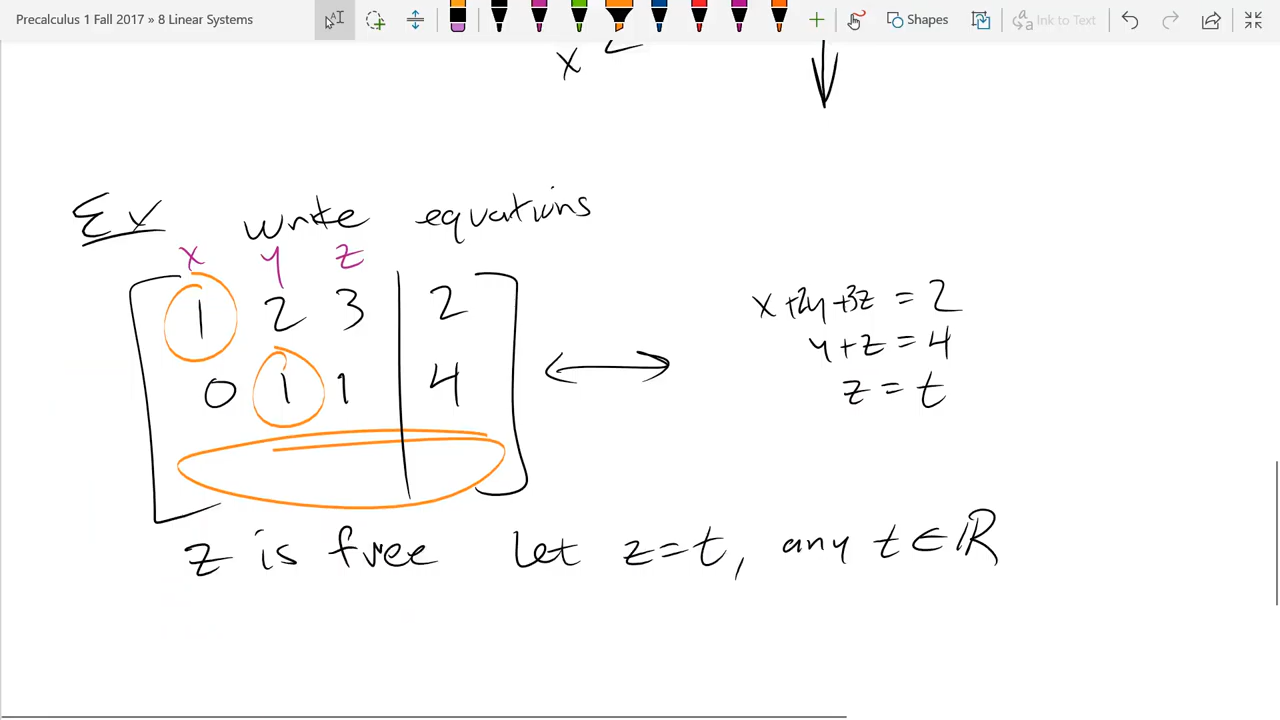 Precalculus 1 Fall 2017 » 8 Linear Systems
Shapes
Ink to Text
x 2
Ex write equations
x y z
1 2 3 2
0 1 1 4
x+2y+3z = 2
y+z = 4
z = t
z is free Let z=t, any t∈ℝ